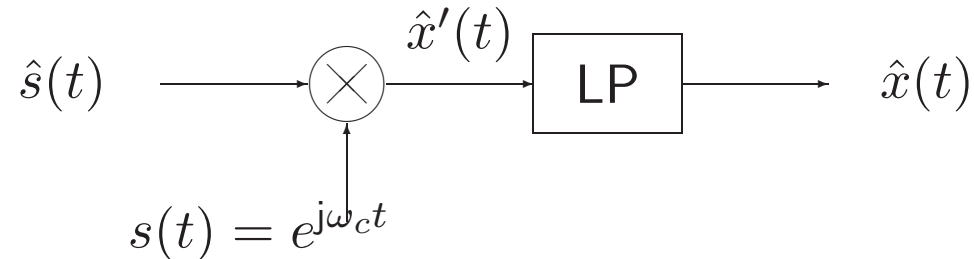 x̂′(t)
ŝ(t) LP x̂(t)
s(t) = e^{jω_c t}